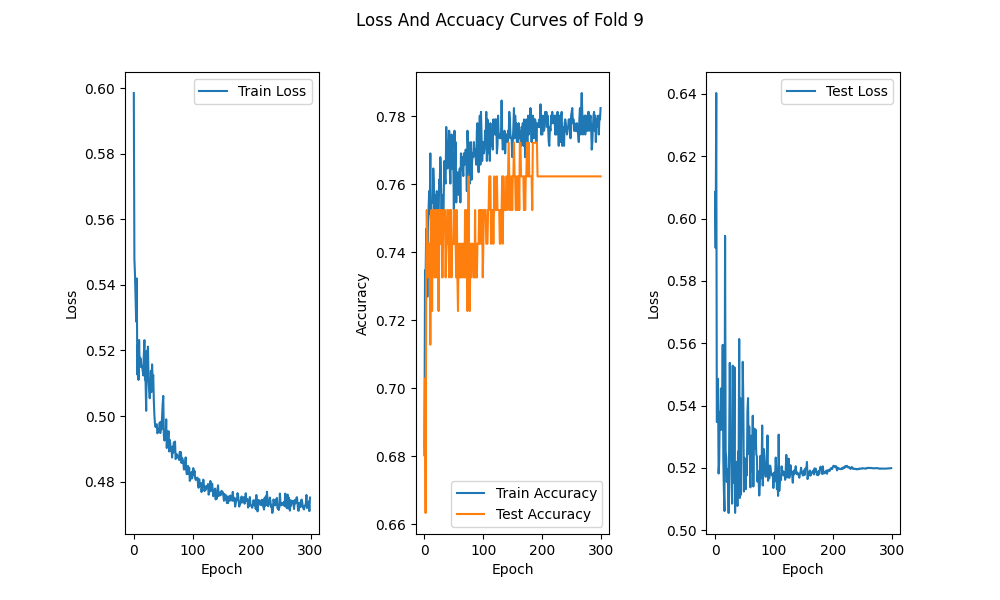 Loss And Accuacy Curves of Fold 9
Train Loss
0.60
0.58
0.56
0.54
0.52
0.50
0.48
Loss
0 100 200 300
Epoch
0.78
0.76
0.74
0.72
0.70
0.68
0.66
Accuracy
Train Accuracy
Test Accuracy
0 100 200 300
Epoch
Test Loss
0.64
0.62
0.60
0.58
0.56
0.54
0.52
0.50
Loss
0 100 200 300
Epoch